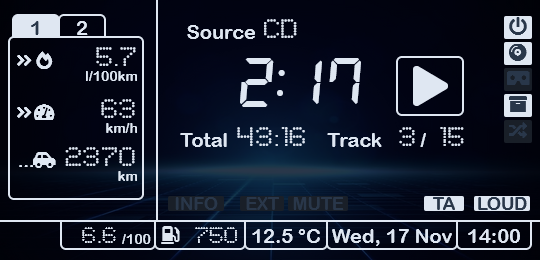 1 2
5.7
l/100km
63
km/h
...2370
km
Source CD
2:17
Total 43:16 Track 3/ 15
INFO EXT MUTE TA LOUD
6.6 /100 750 12.5 °C Wed, 17 Nov 14:00